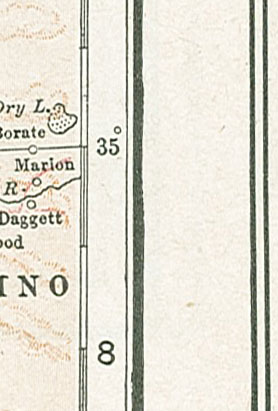 Dry L.
Borate
35°
Marion
R.
Daggett
ood
INO
8